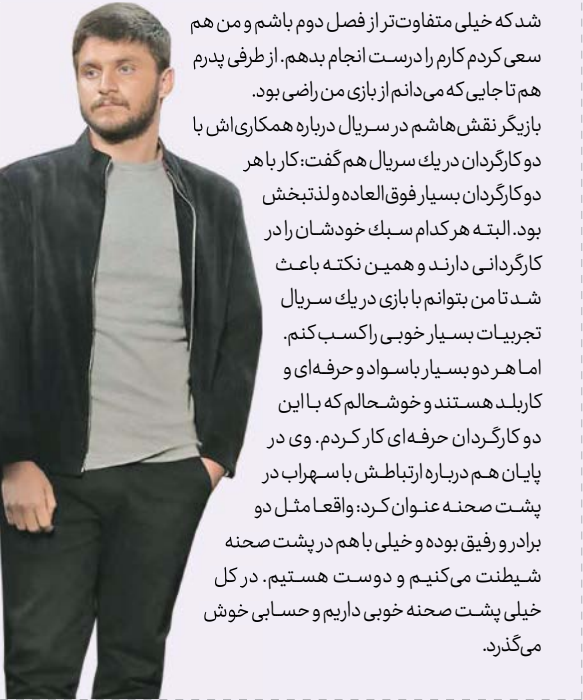 شد که خیلی متفاوت‌تر از فصل دوم باشم و من هم
سعی کردم کارم را درست انجام بدهم. از طرفی پدرم
هم تا جایی که می‌دانم از بازی من راضی بود.
بازیگر نقش هاشم در سریال درباره همکاری‌اش با
دو کارگردان در یك سریال هم گفت: کار با هر
دو کارگردان بسیار فوق‌العاده و لذتبخش
بود. البته هر کدام سبك خودشان را در
کارگردانی دارند و همین نکته باعث
شد تا من بتوانم با بازی در یك سریال
تجربیات بسیار خوبی را کسب کنم.
اما هر دو بسیار باسواد و حرفه‌ای و
کاربلد هستند و خوشحالم که با این
دو کارگردان حرفه‌ای کار کردم. وی در
پایان هم درباره ارتباطش با سهراب در
پشت صحنه عنوان کرد: واقعا مثل دو
برادر و رفیق بوده و خیلی با هم در پشت صحنه
شیطنت می‌کنیم و دوست هستیم. در کل
خیلی پشت صحنه خوبی داریم و حسابی خوش
می‌گذرد.